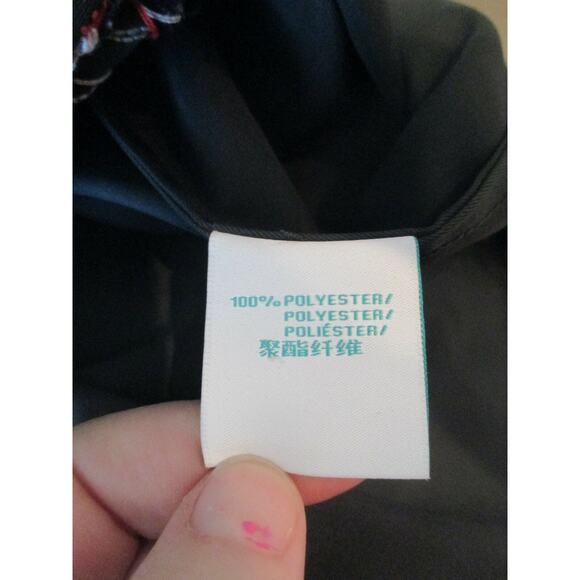 100% POLYESTER/
POLYESTER/
POLIÉSTER/
聚酯纤维